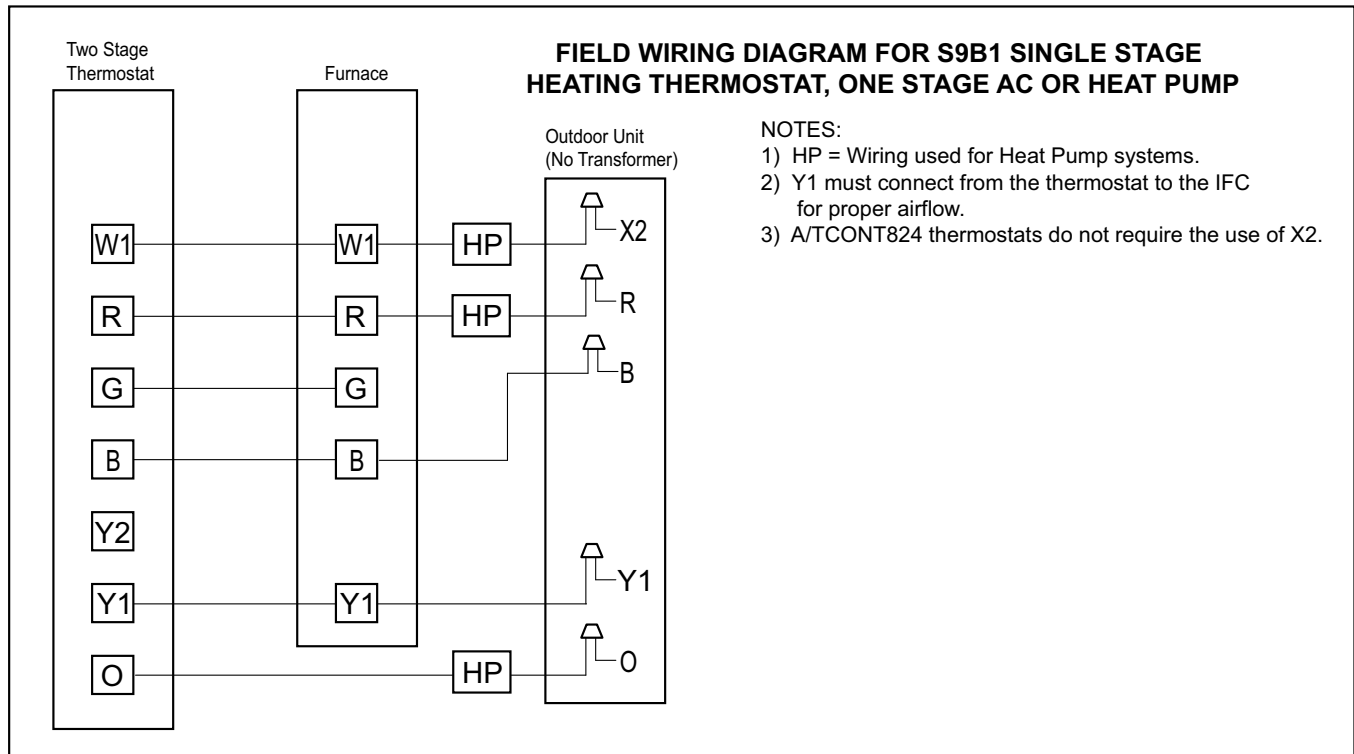 Two Stage
Thermostat
Furnace
FIELD WIRING DIAGRAM FOR S9B1 SINGLE STAGE
HEATING THERMOSTAT, ONE STAGE AC OR HEAT PUMP
Outdoor Unit
(No Transformer)
NOTES:
1) HP = Wiring used for Heat Pump systems.
2) Y1 must connect from the thermostat to the IFC
for proper airflow.
3) A/TCONT824 thermostats do not require the use of X2.
W1 W1 HP X2
R R HP R
G G
B B B
Y2
Y1 Y1 Y1
O HP O